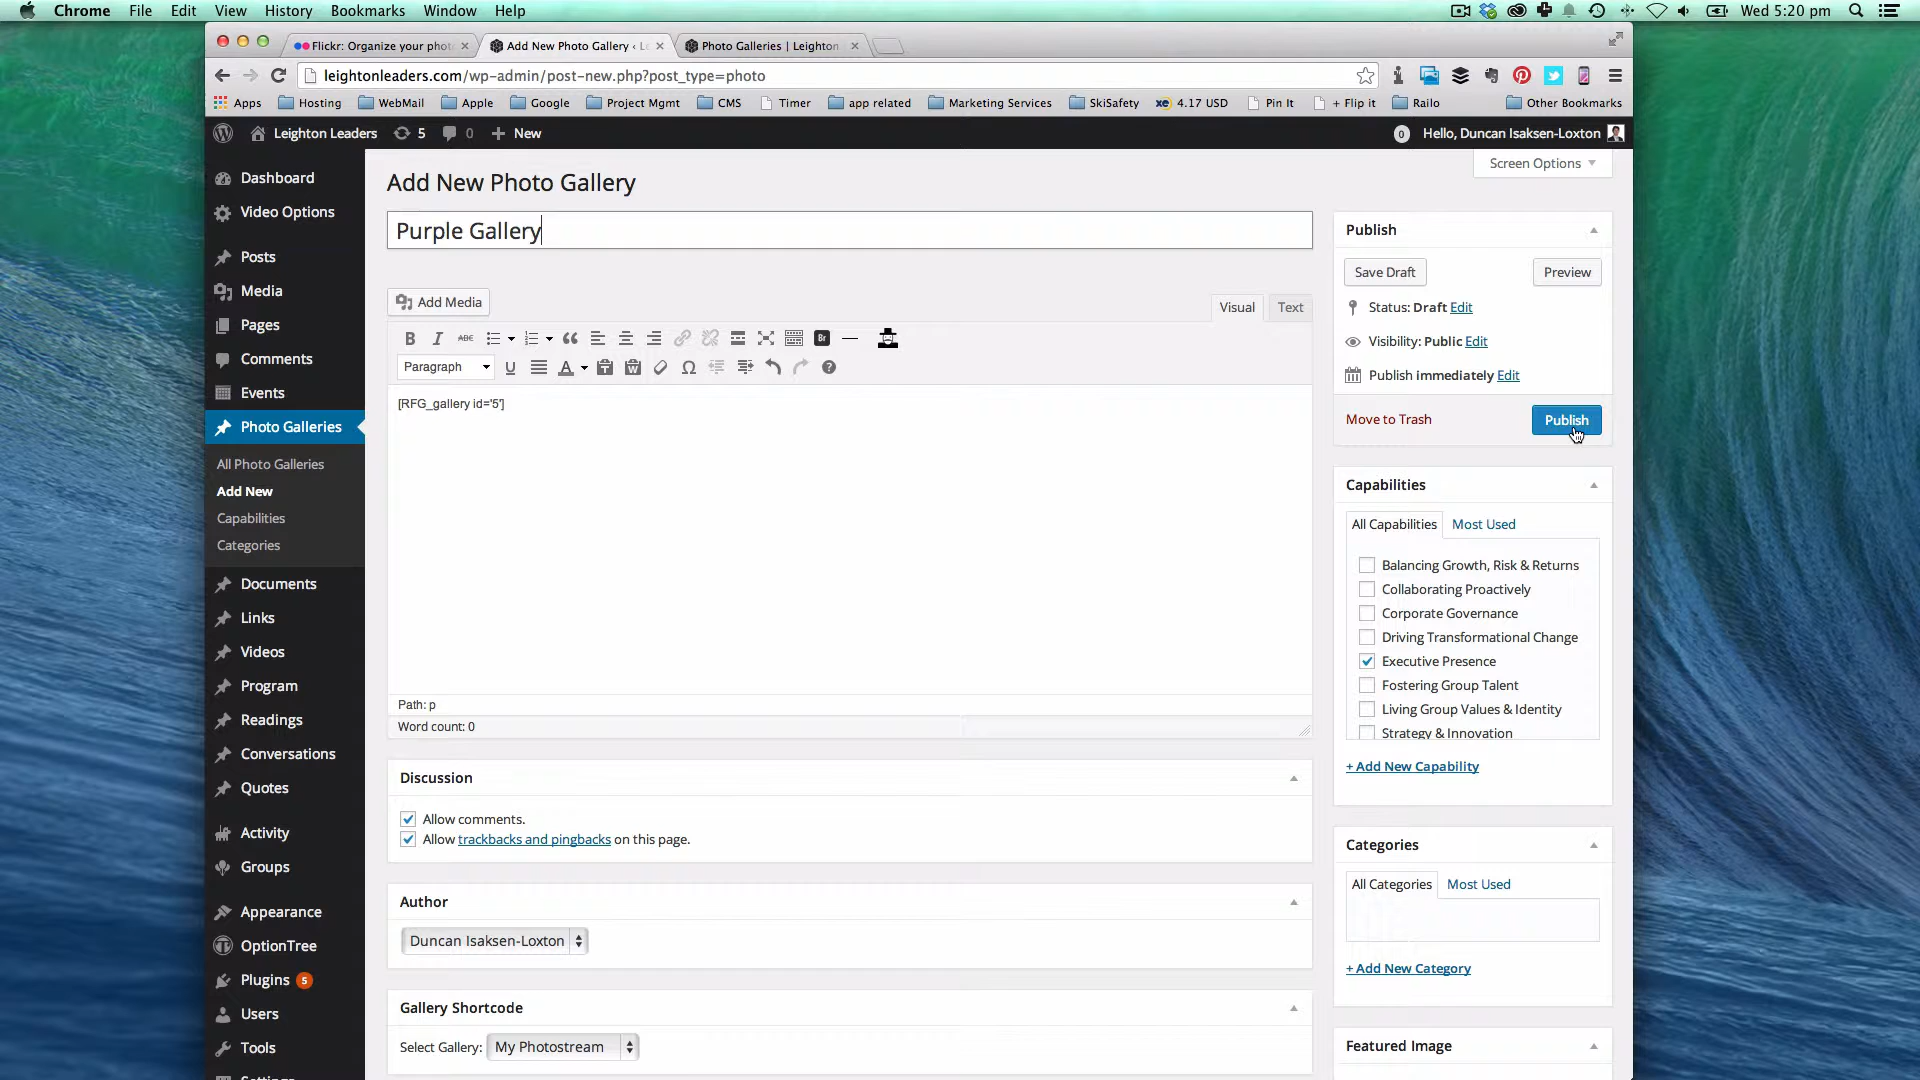 Chrome File Edit View History Bookmarks Window Help Wed 5:20 pm
Flickr: Organize your phot Add New Photo Gallery ‹ L Photo Galleries | Leighton
leightonleaders.com/wp-admin/post-new.php?post_type=photo
Apps Hosting WebMail Apple Google Project Mgmt CMS Timer app related Marketing Services SkiSafety xe 4.17 USD Pin It + Flip it Railo Other Bookmarks
Leighton Leaders 5 0 + New 0 Hello, Duncan Isaksen-Loxton
Screen Options
Dashboard
Video Options
Posts
Media
Pages
Comments
Events
Photo Galleries
All Photo Galleries
Add New
Capabilities
Categories
Documents
Links
Videos
Program
Readings
Conversations
Quotes
Activity
Groups
Appearance
OptionTree
Plugins 5
Users
Tools
Add New Photo Gallery
Purple Gallery
Add Media
Visual Text
B I ABC Br
Paragraph U A Ω ?
[RFG_gallery id='5']
Path: p
Word count: 0
Discussion
Allow comments.
Allow trackbacks and pingbacks on this page.
Author
Duncan Isaksen-Loxton
Gallery Shortcode
Select Gallery: My Photostream
Publish
Save Draft Preview
Status: Draft Edit
Visibility: Public Edit
Publish immediately Edit
Move to Trash Publish
Capabilities
All Capabilities Most Used
Balancing Growth, Risk & Returns
Collaborating Proactively
Corporate Governance
Driving Transformational Change
Executive Presence
Fostering Group Talent
Living Group Values & Identity
Strategy & Innovation
+ Add New Capability
Categories
All Categories Most Used
+ Add New Category
Featured Image